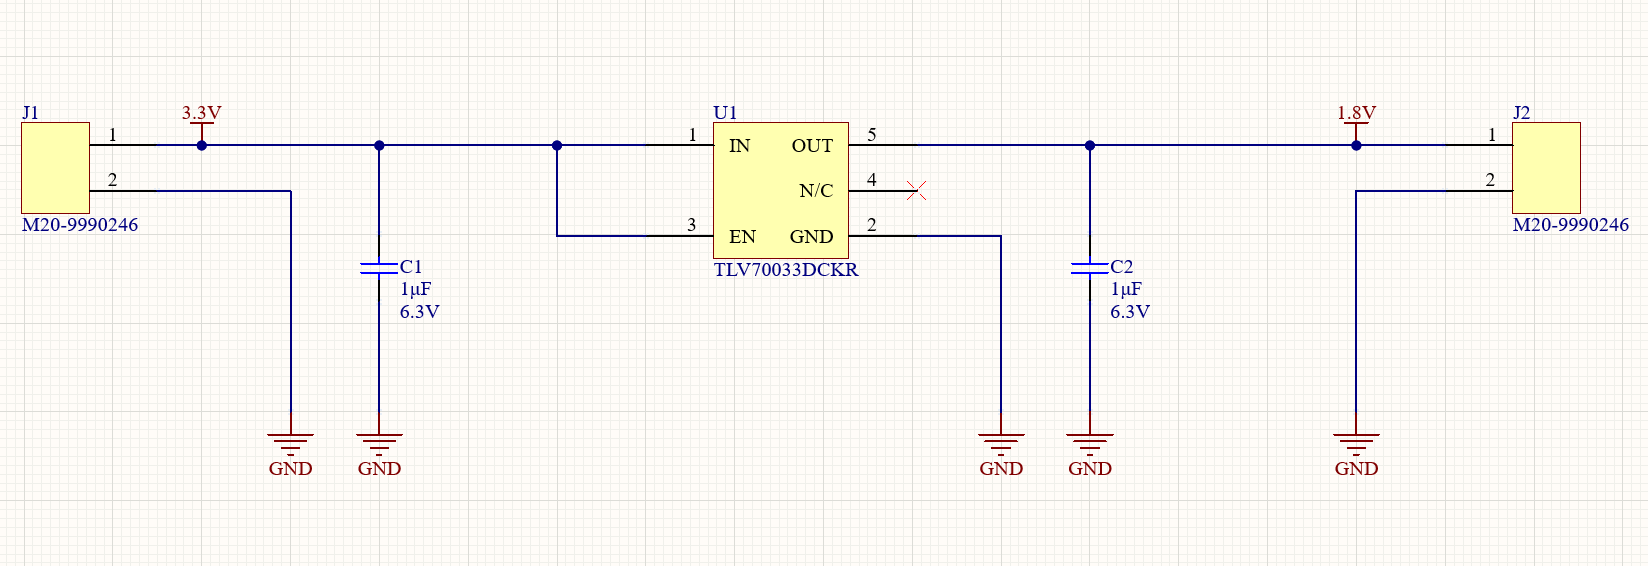 J1
1
2
M20-9990246
3.3V
GND
C1
1µF
6.3V
GND
U1
1
IN
3
EN
OUT
5
N/C
4
GND
2
TLV70033DCKR
GND
C2
1µF
6.3V
GND
1.8V
GND
J2
1
2
M20-9990246